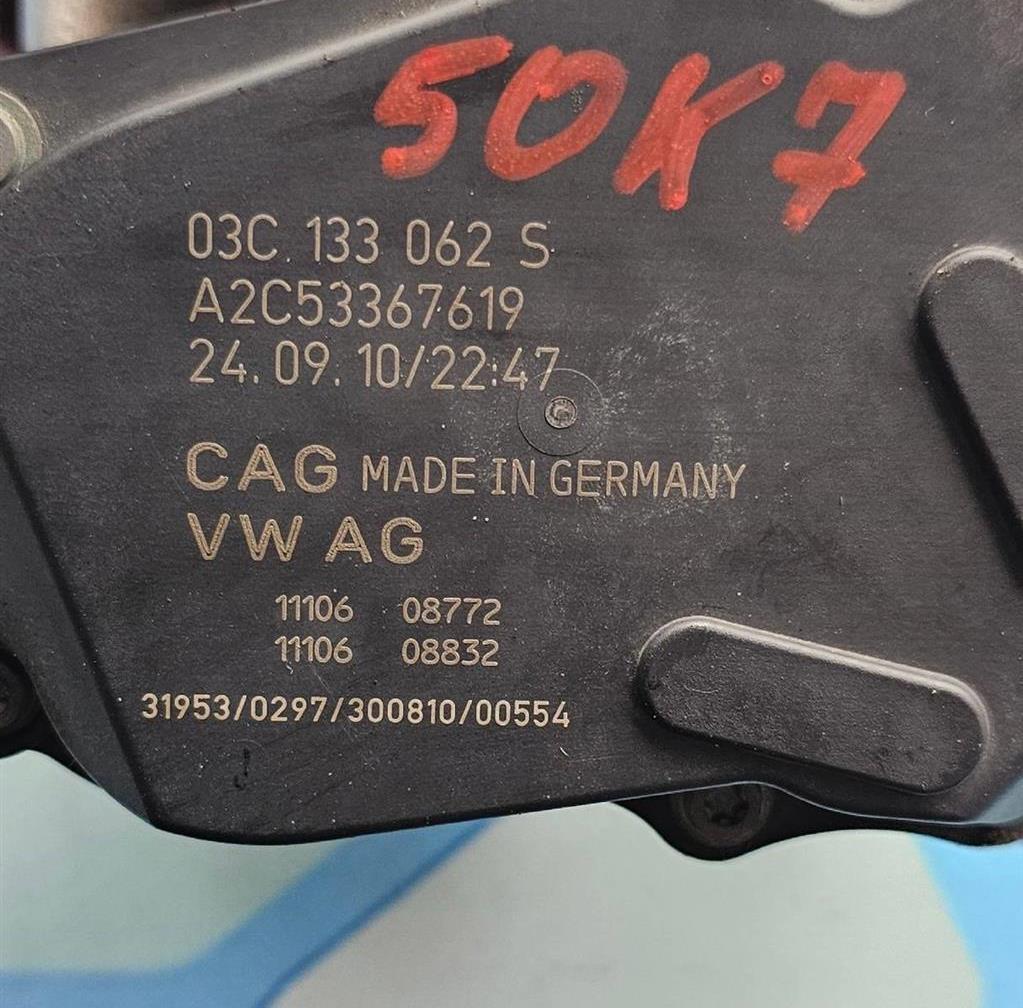 50K7
03C 133 062 S
A2C53367619
24.09.10/22:47
CAG MADE IN GERMANY
VW AG
11106 08772
11106 08832
31953/0297/300810/00554